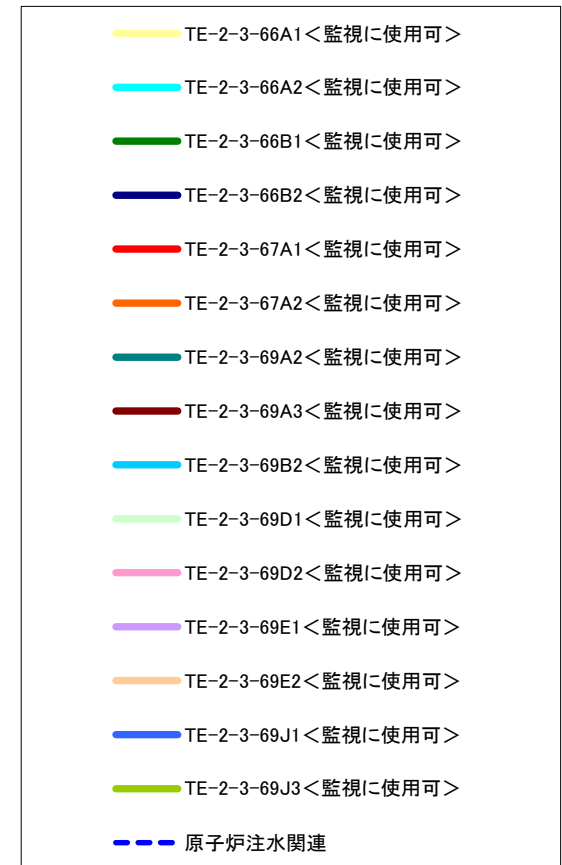 TE-2-3-66A1＜監視に使用可＞
TE-2-3-66A2＜監視に使用可＞
TE-2-3-66B1＜監視に使用可＞
TE-2-3-66B2＜監視に使用可＞
TE-2-3-67A1＜監視に使用可＞
TE-2-3-67A2＜監視に使用可＞
TE-2-3-69A2＜監視に使用可＞
TE-2-3-69A3＜監視に使用可＞
TE-2-3-69B2＜監視に使用可＞
TE-2-3-69D1＜監視に使用可＞
TE-2-3-69D2＜監視に使用可＞
TE-2-3-69E1＜監視に使用可＞
TE-2-3-69E2＜監視に使用可＞
TE-2-3-69J1＜監視に使用可＞
TE-2-3-69J3＜監視に使用可＞
原子炉注水関連